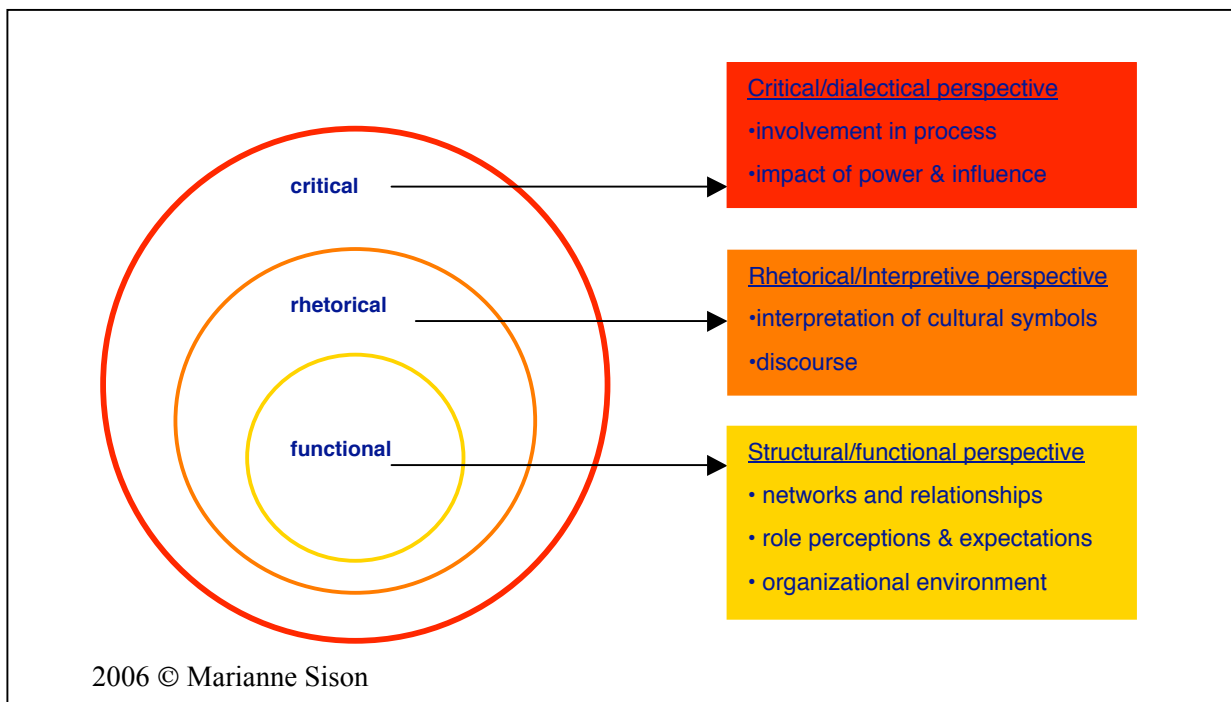 critical
rhetorical
functional
Critical/dialectical perspective
•involvement in process
•impact of power & influence
Rhetorical/Interpretive perspective
•interpretation of cultural symbols
•discourse
Structural/functional perspective
• networks and relationships
• role perceptions & expectations
• organizational environment
2006 © Marianne Sison